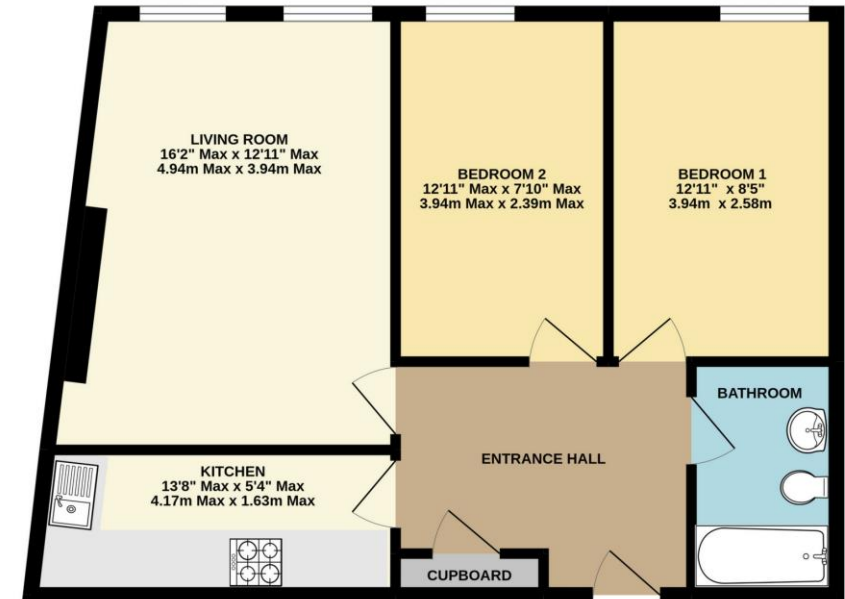 LIVING ROOM
16'2" Max x 12'11" Max
4.94m Max x 3.94m Max
BEDROOM 2
12'11" Max x 7'10" Max
3.94m Max x 2.39m Max
BEDROOM 1
12'11" x 8'5"
3.94m x 2.58m
BATHROOM
ENTRANCE HALL
KITCHEN
13'8" Max x 5'4" Max
4.17m Max x 1.63m Max
CUPBOARD